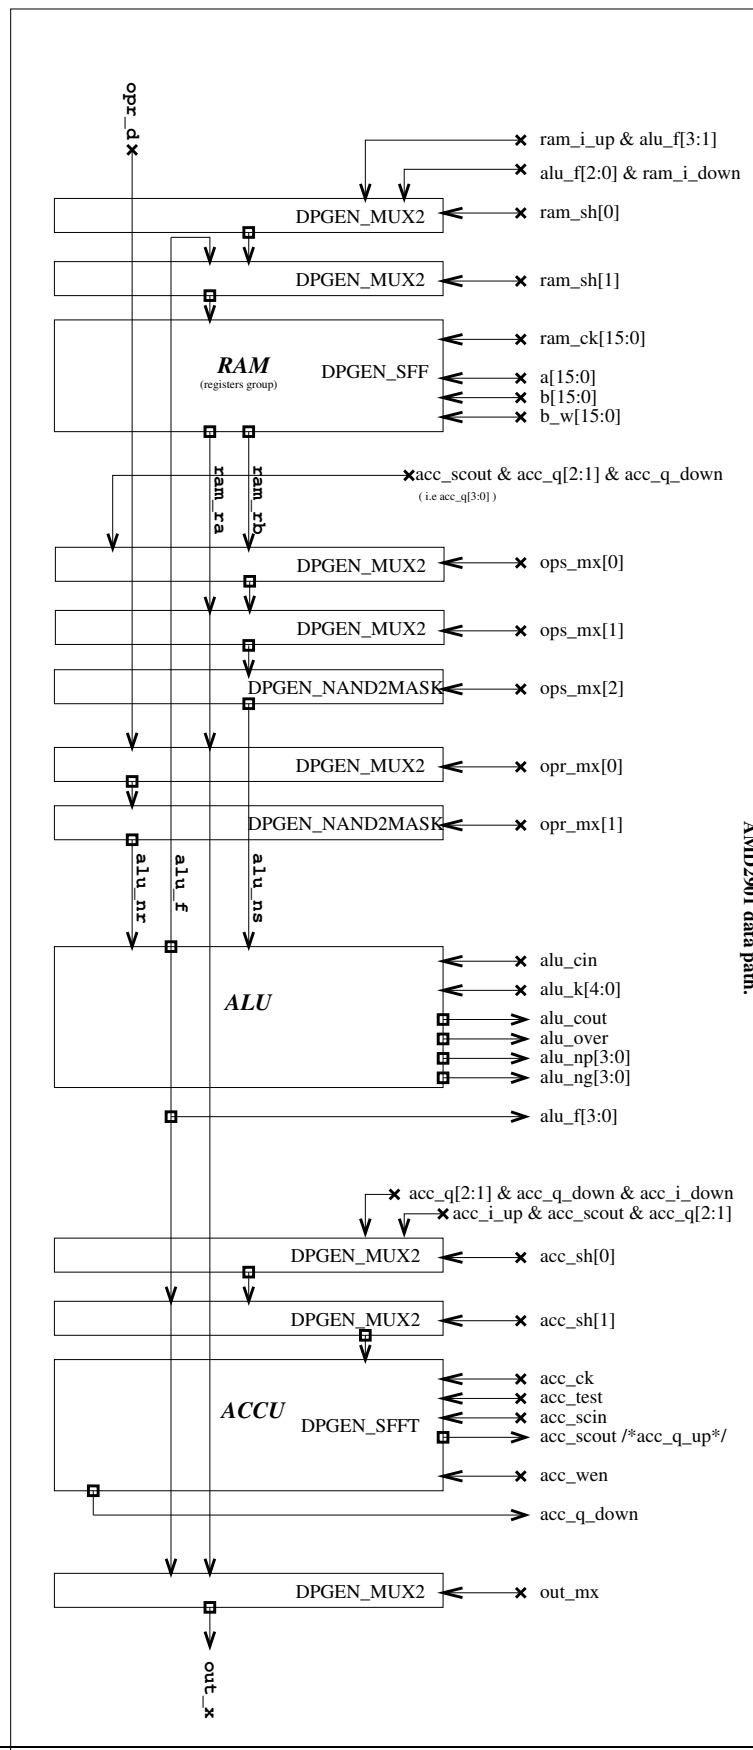 opr_d
ram_i_up & alu_f[3:1]
alu_f[2:0] & ram_i_down
DPGEN_MUX2
ram_sh[0]
DPGEN_MUX2
ram_sh[1]
RAM
(registers group)
DPGEN_SFF
ram_ck[15:0]
a[15:0]
b[15:0]
b_w[15:0]
ram_ra
ram_rb
acc_scout & acc_q[2:1] & acc_q_down
( i.e acc_q[3:0] )
DPGEN_MUX2
ops_mx[0]
DPGEN_MUX2
ops_mx[1]
DPGEN_NAND2MASK
ops_mx[2]
DPGEN_MUX2
opr_mx[0]
DPGEN_NAND2MASK
opr_mx[1]
alu_nr
alu_f
alu_ns
AMD2901 data path.
ALU
alu_cin
alu_k[4:0]
alu_cout
alu_over
alu_np[3:0]
alu_ng[3:0]
alu_f[3:0]
acc_q[2:1] & acc_q_down & acc_i_down
acc_i_up & acc_scout & acc_q[2:1]
DPGEN_MUX2
acc_sh[0]
DPGEN_MUX2
acc_sh[1]
ACCU
DPGEN_SFFT
acc_ck
acc_test
acc_scin
acc_scout /*acc_q_up*/
acc_wen
acc_q_down
DPGEN_MUX2
out_mx
out_x